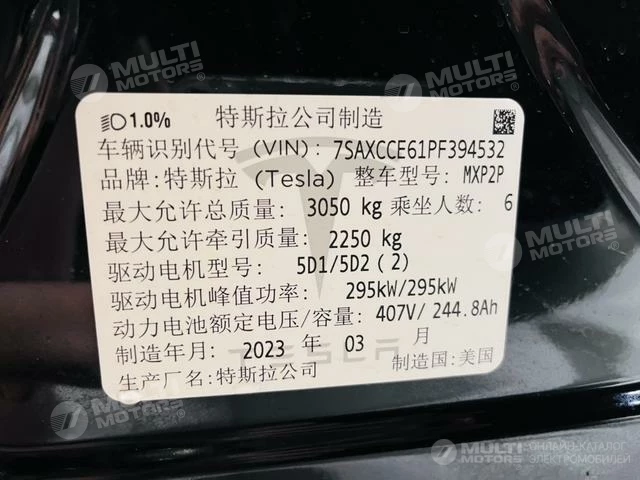 1.0% 特斯拉公司制造
车辆识别代号 (VIN): 7SAXCCE61PF394532
品牌:特斯拉 (Tesla) 整车型号: MXP2P
最大允许总质量: 3050 kg 乘坐人数: 6
最大允许牵引质量: 2250 kg
驱动电机型号: 5D1/5D2 (2)
驱动电机峰值功率: 295kW/295kW
动力电池额定电压/容量: 407V/ 244.8Ah
制造年月: 2023 年 03 月
生产厂名:特斯拉公司 制造国:美国
TESLA
MULTI MOTORS
MULTI MOTORS
MULTI MOTORS
MULTI MOTORS
MULTI MOTORS ОНЛАЙН-КАТАЛОГ ЭЛЕКТРОМОБИЛЕЙ